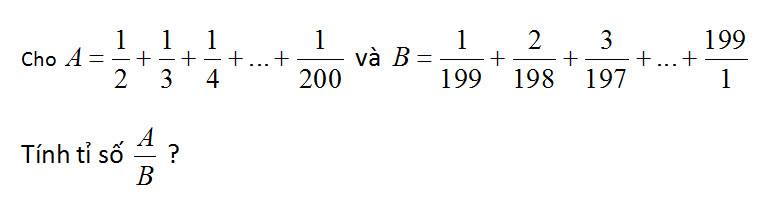 Cho A = 1/2 + 1/3 + 1/4 + ... + 1/200 và B = 1/199 + 2/198 + 3/197 + ... + 199/1
Tính tỉ số A/B ?